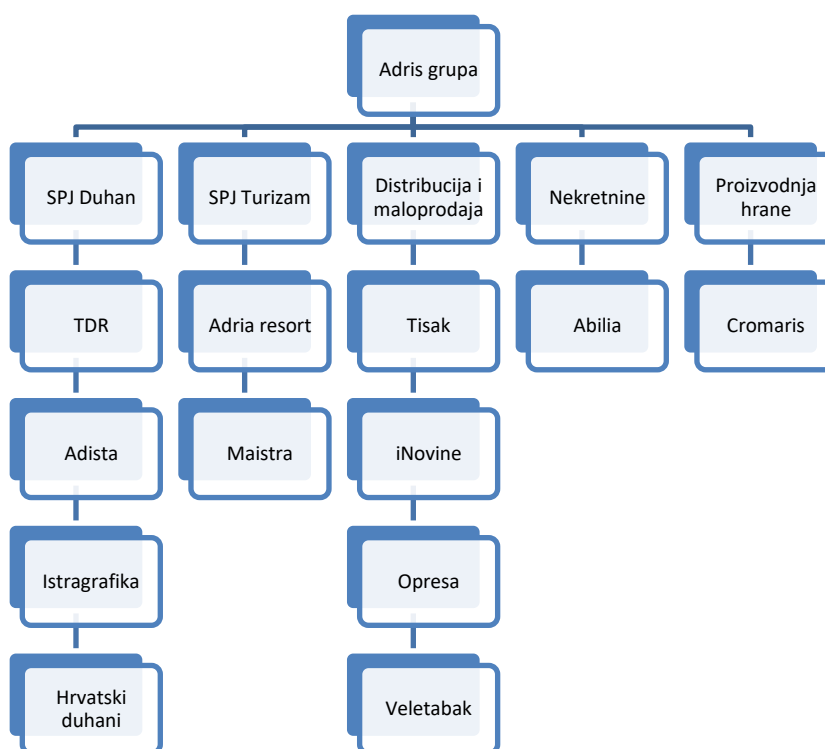 Adris grupa
SPJ Duhan
SPJ Turizam
Distribucija i
maloprodaja
Nekretnine
Proizvodnja
hrane
TDR
Adria resort
Tisak
Abilia
Cromaris
Adista
Maistra
iNovine
Istragrafika
Opresa
Hrvatski
duhani
Veletabak